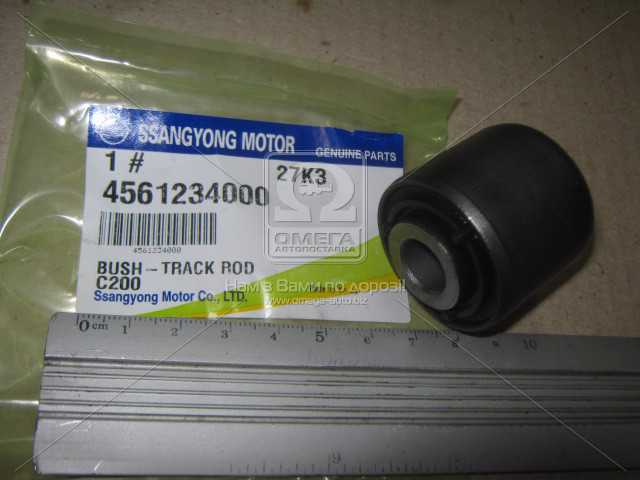 SSANGYONG MOTOR
GENUINE PARTS
1 #
27K3
4561234000
4561234000
BUSH - TRACK ROD
C200
Ssangyong Motor Co., LTD.
ОМЕГА
АВТОПОСТАВКА
Нам з Вами по дорозі!
www.omega-auto.biz
0 cm 1 2 3 4 5 6 7 8 9 10
9